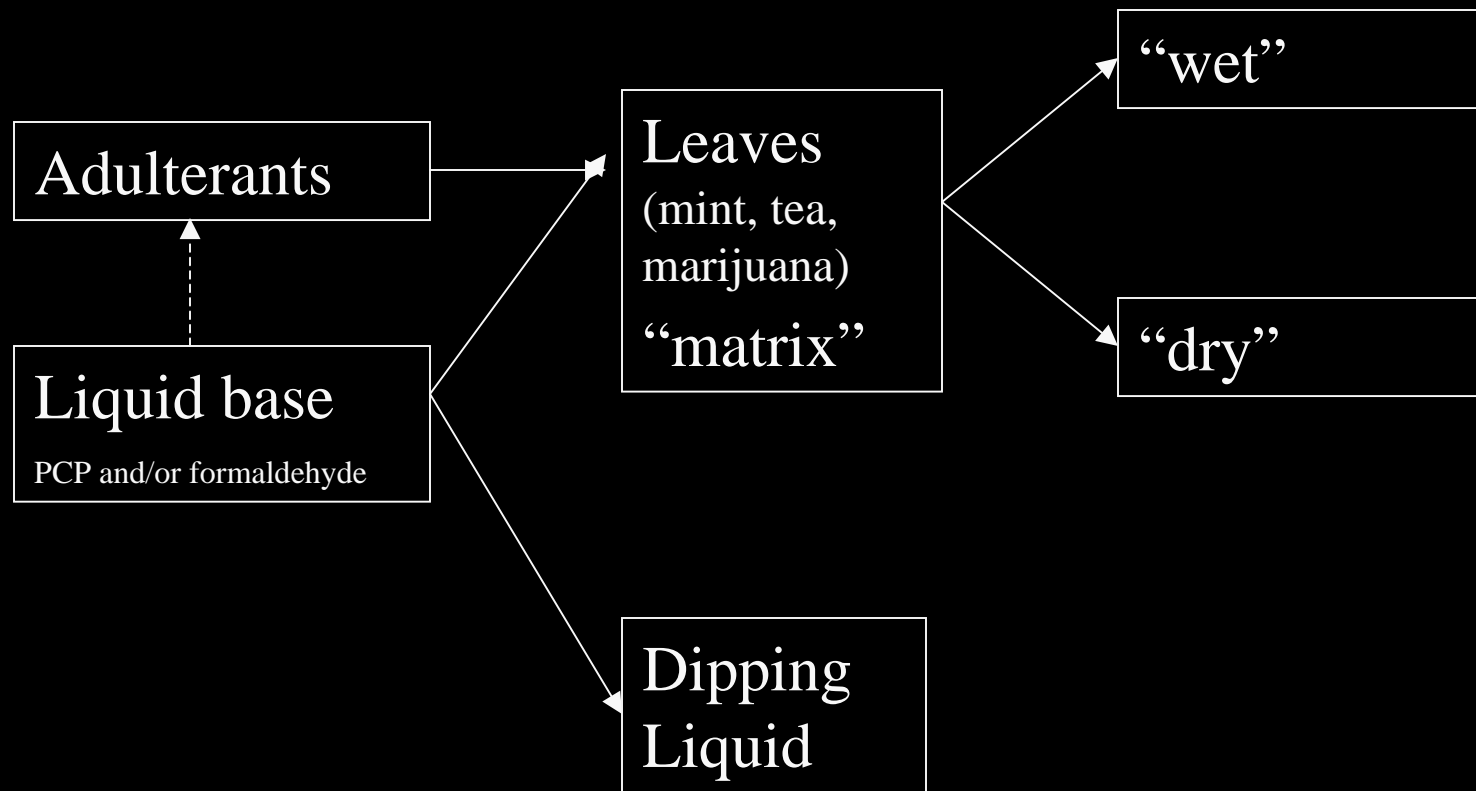 Adulterants
Liquid base
PCP and/or formaldehyde
Leaves
(mint, tea,
marijuana)
“matrix”
Dipping
Liquid
“wet”
“dry”